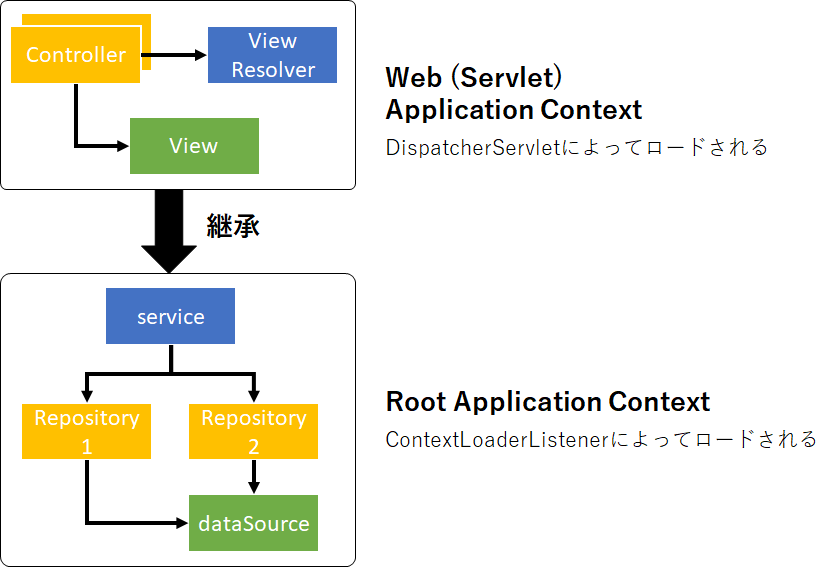 Controller
View
Resolver
View
Web (Servlet)
Application Context
DispatcherServletによってロードされる
継承
service
Repository
1
Repository
2
dataSource
Root Application Context
ContextLoaderListenerによってロードされる